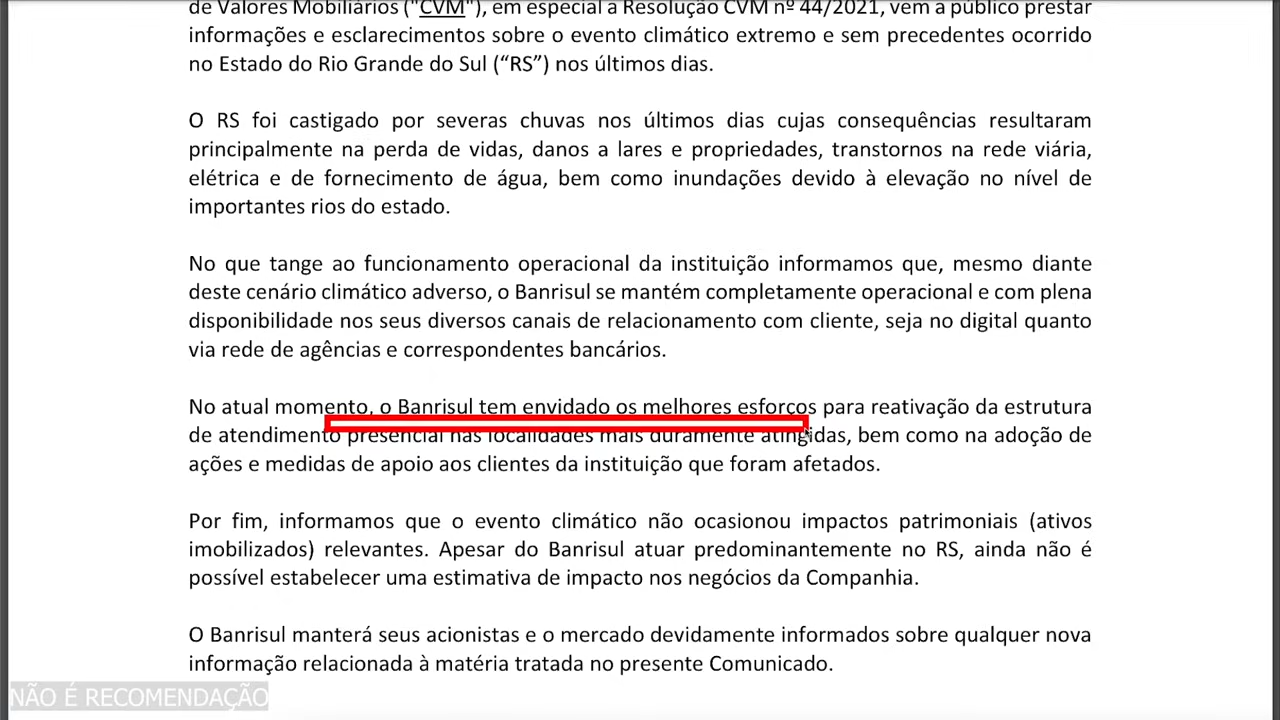 de Valores Mobiliários ("CVM"), em especial a Resolução CVM nº 44/2021, vem a público prestar
informações e esclarecimentos sobre o evento climático extremo e sem precedentes ocorrido
no Estado do Rio Grande do Sul (“RS”) nos últimos dias.
O RS foi castigado por severas chuvas nos últimos dias cujas consequências resultaram
principalmente na perda de vidas, danos a lares e propriedades, transtornos na rede viária,
elétrica e de fornecimento de água, bem como inundações devido à elevação no nível de
importantes rios do estado.
No que tange ao funcionamento operacional da instituição informamos que, mesmo diante
deste cenário climático adverso, o Banrisul se mantém completamente operacional e com plena
disponibilidade nos seus diversos canais de relacionamento com cliente, seja no digital quanto
via rede de agências e correspondentes bancários.
No atual momento, o Banrisul tem envidado os melhores esforços para reativação da estrutura
de atendimento presencial nas localidades mais duramente atingidas, bem como na adoção de
ações e medidas de apoio aos clientes da instituição que foram afetados.
Por fim, informamos que o evento climático não ocasionou impactos patrimoniais (ativos
imobilizados) relevantes. Apesar do Banrisul atuar predominantemente no RS, ainda não é
possível estabelecer uma estimativa de impacto nos negócios da Companhia.
O Banrisul manterá seus acionistas e o mercado devidamente informados sobre qualquer nova
informação relacionada à matéria tratada no presente Comunicado.
NÃO É RECOMENDAÇÃO